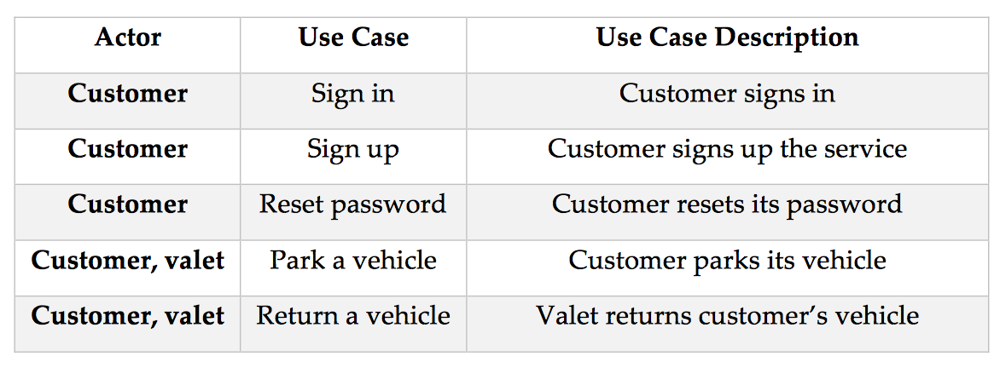 Actor Use Case Use Case Description
Customer Sign in Customer signs in
Customer Sign up Customer signs up the service
Customer Reset password Customer resets its password
Customer, valet Park a vehicle Customer parks its vehicle
Customer, valet Return a vehicle Valet returns customer’s vehicle